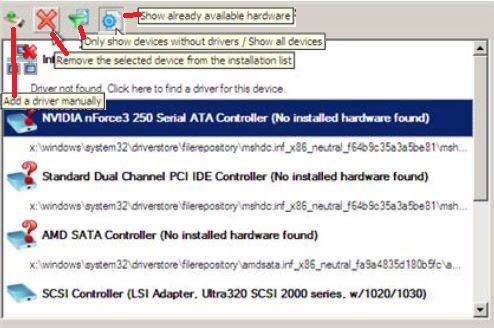 Show already available hardware
Only show devices without drivers / Show all devices
Int
Remove the selected device from the installation list
Driver not found. Click here to find a driver for this device.
Add a driver manually
NVIDIA nForce3 250 Serial ATA Controller (No installed hardware found)
x:\windows\system32\driverstore\filerepository\mshdc.inf_x86_neutral_f64b9c35a3a5be81\msh...
Standard Dual Channel PCI IDE Controller (No installed hardware found)
x:\windows\system32\driverstore\filerepository\mshdc.inf_x86_neutral_f64b9c35a3a5be81\msh...
AMD SATA Controller (No installed hardware found)
x:\windows\system32\driverstore\filerepository\amdsata.inf_x86_neutral_fa9a4835d180b5fc\a...
SCSI Controller (LSI Adapter, Ultra320 SCSI 2000 series, w/1020/1030)